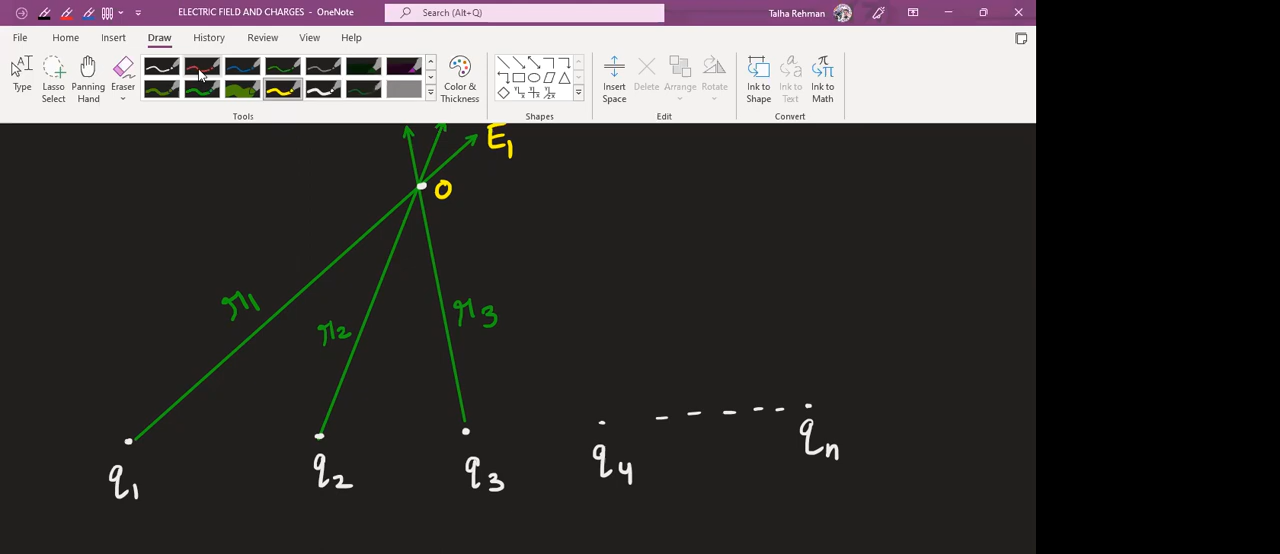 ELECTRIC FIELD AND CHARGES - OneNote
Search (Alt+Q)
Talha Rehman
File Home Insert Draw History Review View Help
Type
Lasso Select
Panning Hand
Eraser
Color & Thickness
Insert Space
Delete
Arrange
Rotate
Ink to Shape
Ink to Text
Ink to Math
Tools Shapes Edit Convert
E1
O
r1
r2
r3
q1
q2
q3
q4
qn